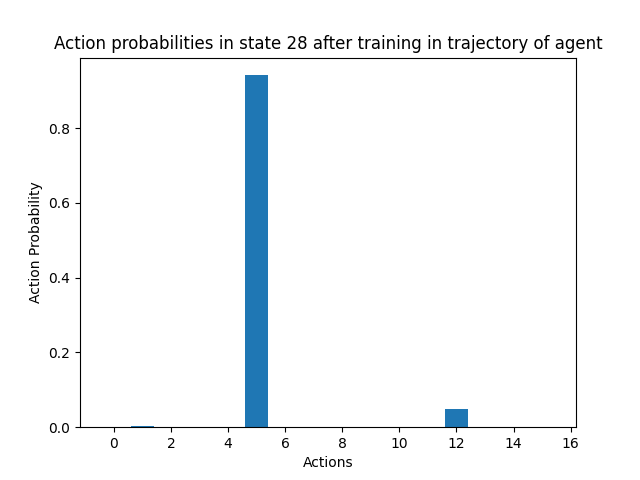 Action probabilities in state 28 after training in trajectory of agent
Action Probability
0.8
0.6
0.4
0.2
0.0
0 2 4 6 8 10 12 14 16
Actions